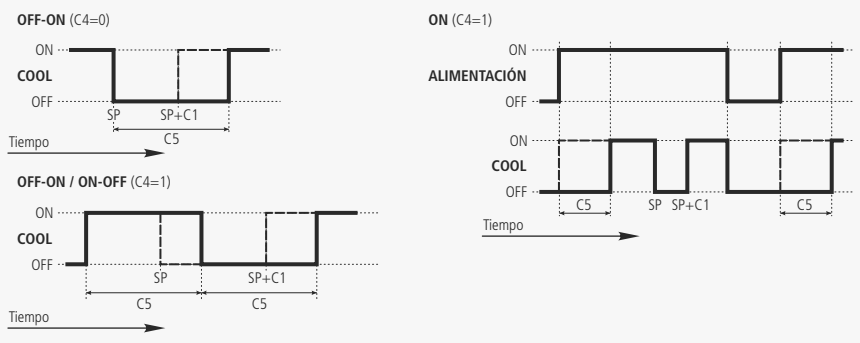 OFF-ON (C4=0)
ON
COOL
OFF
SP
SP+C1
C5
Tiempo
OFF-ON / ON-OFF (C4=1)
ON
COOL
OFF
SP
SP+C1
C5
C5
Tiempo
ON (C4=1)
ON
ALIMENTACIÓN
OFF
ON
COOL
OFF
C5
SP
SP+C1
C5
Tiempo